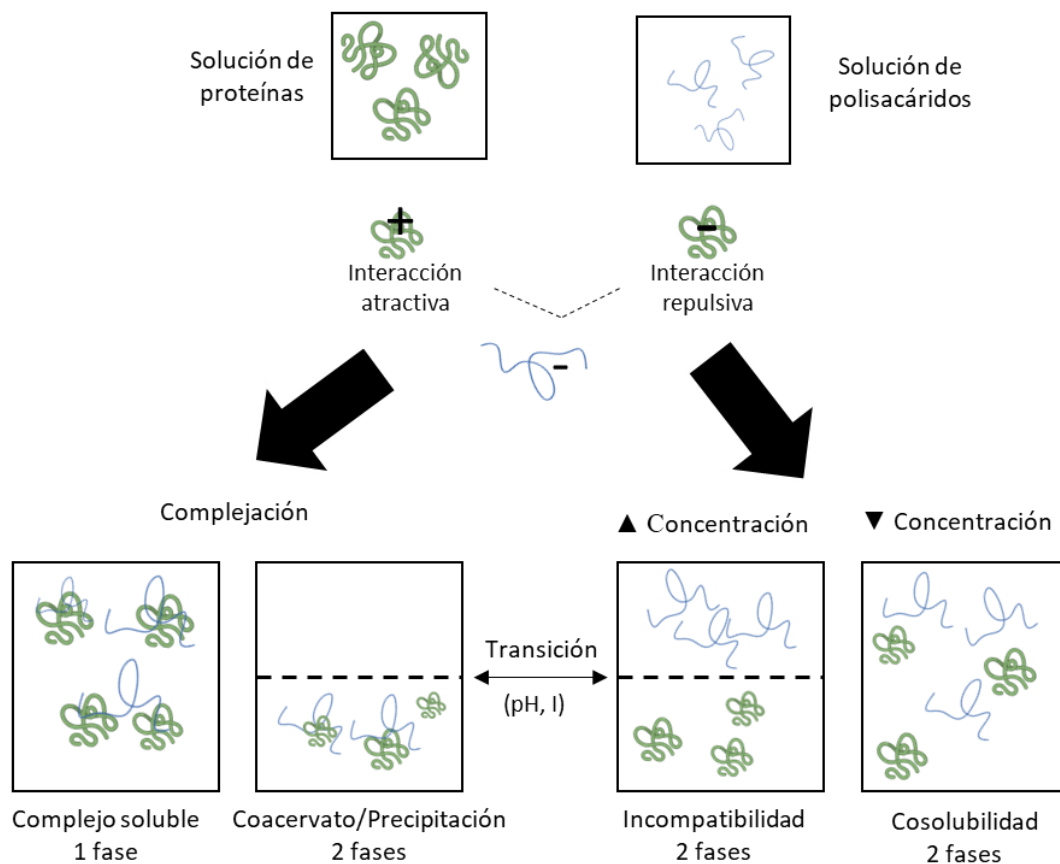 Solución de
proteínas
Solución de
polisacáridos
+
-
Interacción
atractiva
Interacción
repulsiva
-
Complejación
▲ Concentración
▼ Concentración
Transición
(pH, I)
Complejo soluble
1 fase
Coacervato/Precipitación
2 fases
Incompatibilidad
2 fases
Cosolubilidad
2 fases